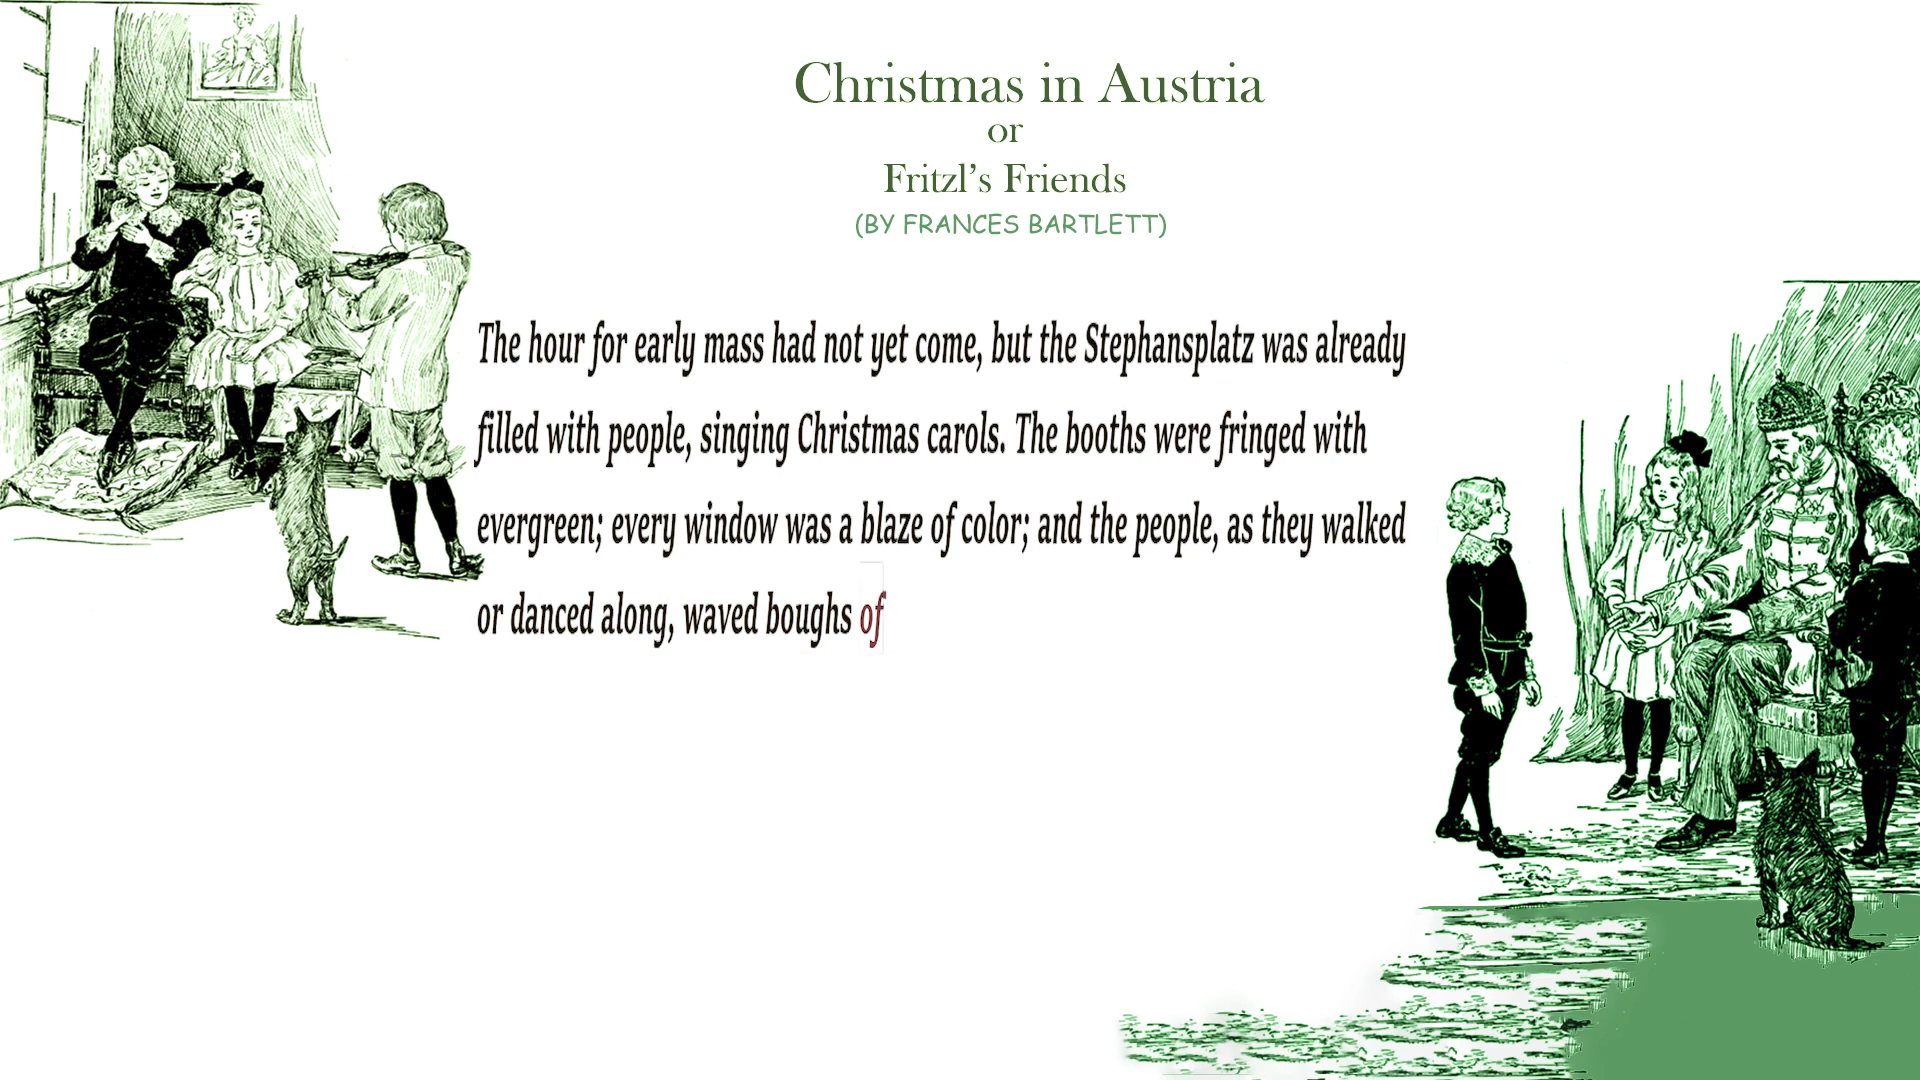 Christmas in Austria
or
Fritzl's Friends
(BY FRANCES BARTLETT)
The hour for early mass had not yet come, but the Stephansplatz was already
filled with people, singing Christmas carols. The booths were fringed with
evergreen; every window was a blaze of color; and the people, as they walked
or danced along, waved boughs of